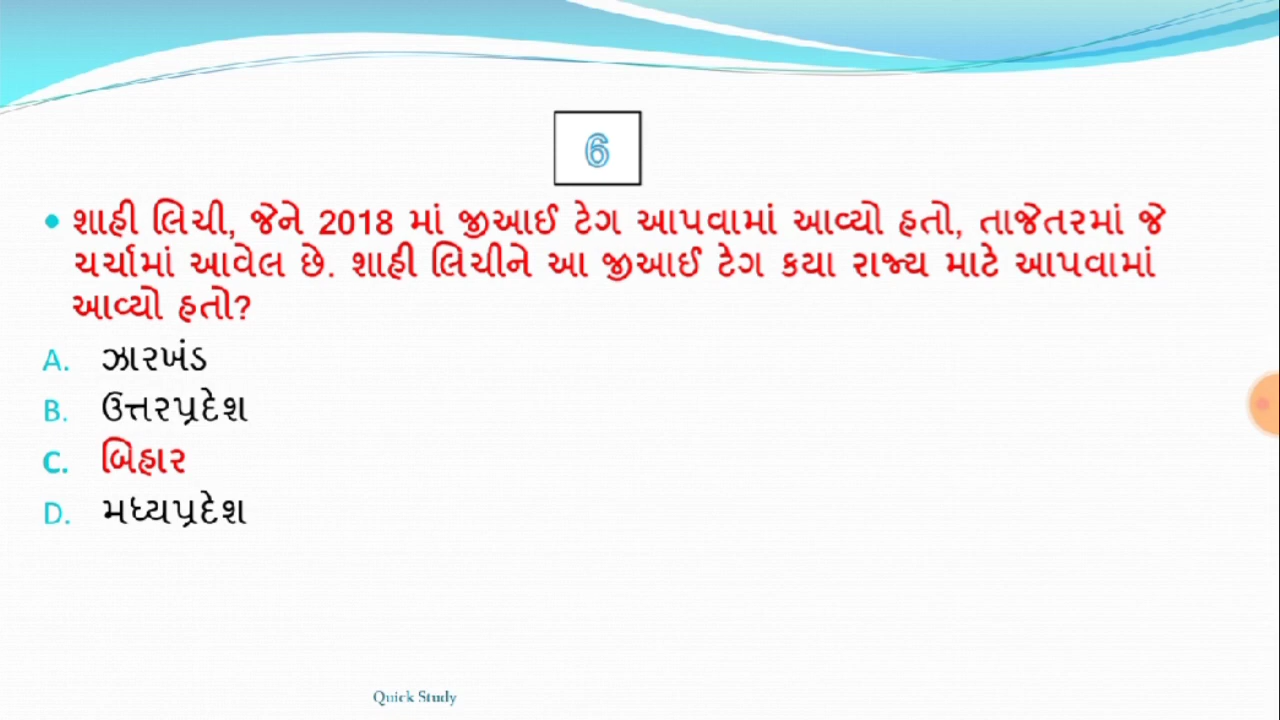 6
• શાહી લિચી, જેને 2018 માં જીઆઈ ટેગ આપવામાં આવ્યો હતો, તાજેતરમાં જે
ચર્ચામાં આવેલ છે. શાહી લિચીને આ જીઆઈ ટેગ કયા રાજ્ય માટે આપવામાં
આવ્યો હતો?
A. ઝારખંડ
B. ઉત્તરપ્રદેશ
C. બિહાર
D. મધ્યપ્રદેશ
Quick Study